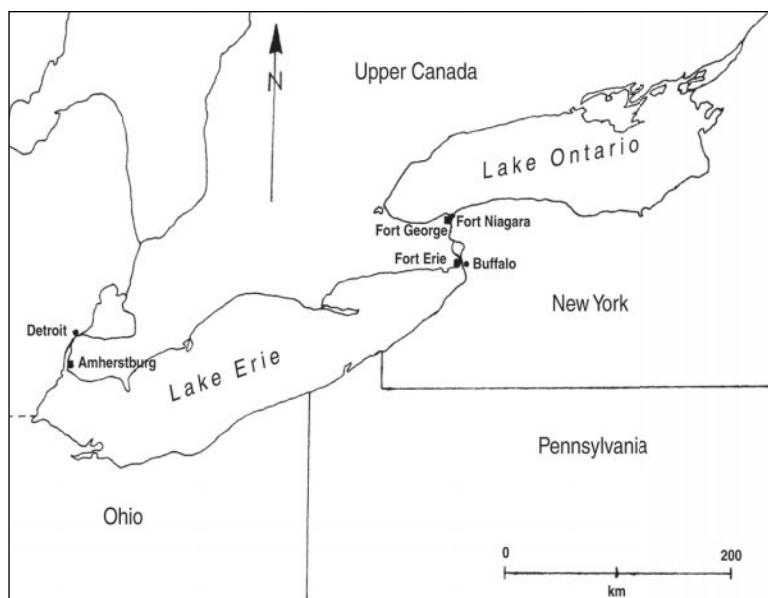 N
Upper Canada
Lake Ontario
Fort George
Fort Niagara
Fort Erie
Buffalo
New York
Detroit
Amherstburg
Lake Erie
Pennsylvania
Ohio
0 200
km